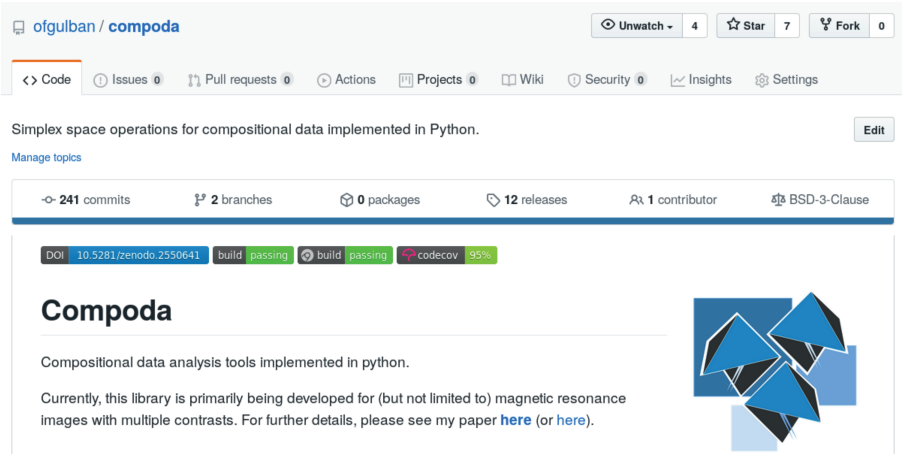 ofgulban / compoda
Unwatch 4 Star 7 Fork 0
Code Issues 0 Pull requests 0 Actions Projects 0 Wiki Security 0 Insights Settings
Simplex space operations for compositional data implemented in Python. Edit
Manage topics
241 commits 2 branches 0 packages 12 releases 1 contributor BSD-3-Clause
DOI 10.5281/zenodo.2550641 build passing build passing codecov 95%
Compoda
Compositional data analysis tools implemented in python.
Currently, this library is primarily being developed for (but not limited to) magnetic resonance
images with multiple contrasts. For further details, please see my paper here (or here).